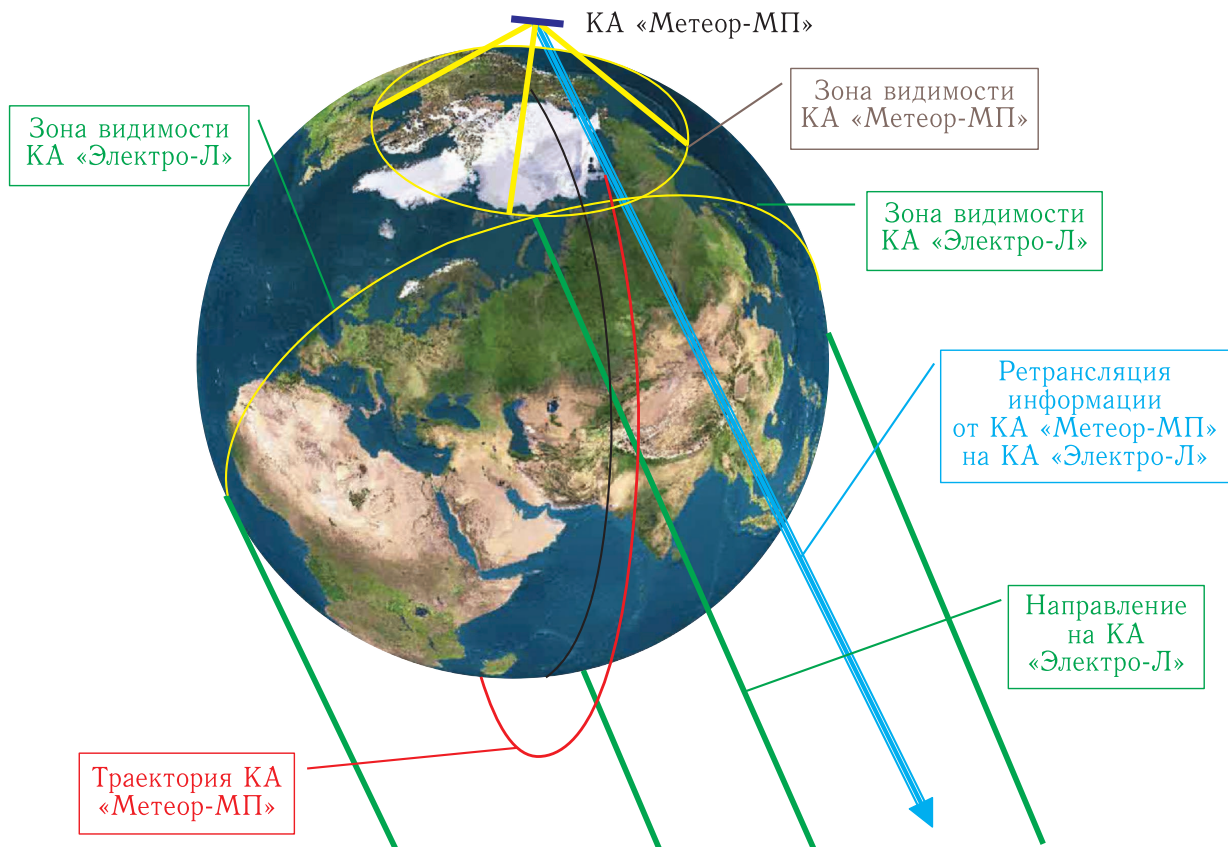 КА «Метеор-МП»
Зона видимости
КА «Метеор-МП»
Зона видимости
КА «Электро-Л»
Зона видимости
КА «Электро-Л»
Ретрансляция
информации
от КА «Метеор-МП»
на КА «Электро-Л»
Направление
на КА
«Электро-Л»
Траектория КА
«Метеор-МП»